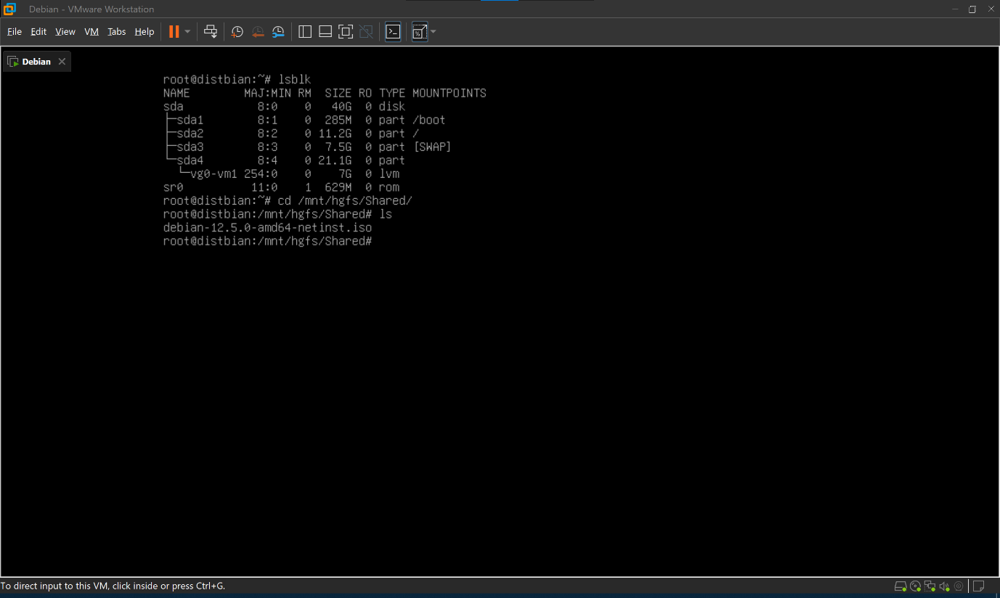 Debian - VMware Workstation
File Edit View VM Tabs Help
Debian
root@distbian:~# lsblk
NAME        MAJ:MIN RM  SIZE RO TYPE MOUNTPOINTS
sda           8:0    0   40G  0 disk
├─sda1        8:1    0  285M  0 part /boot
├─sda2        8:2    0 11.2G  0 part /
├─sda3        8:3    0  7.5G  0 part [SWAP]
└─sda4        8:4    0 21.1G  0 part
  └─vg0-vm1 254:0    0    7G  0 lvm
sr0          11:0    1  629M  0 rom
root@distbian:~# cd /mnt/hgfs/Shared/
root@distbian:/mnt/hgfs/Shared# ls
debian-12.5.0-amd64-netinst.iso
root@distbian:/mnt/hgfs/Shared#
To direct input to this VM, click inside or press Ctrl+G.